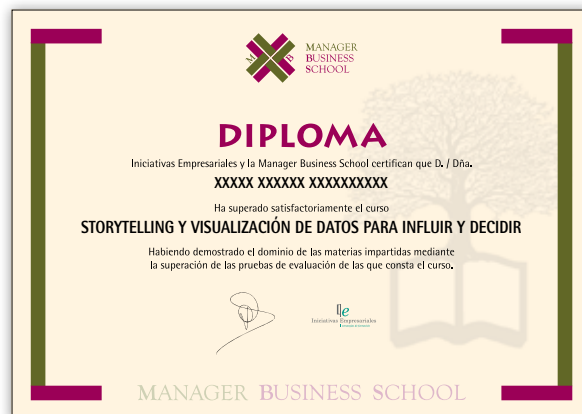 M B
MANAGER
BUSINESS
SCHOOL
DIPLOMA
Iniciativas Empresariales y la Manager Business School certifican que D. / Dña.
XXXXX XXXXXX XXXXXXXXXX
Ha superado satisfactoriamente el curso
STORYTELLING Y VISUALIZACIÓN DE DATOS PARA INFLUIR Y DECIDIR
Habiendo demostrado el dominio de las materias impartidas mediante
la superación de las pruebas de evaluación de las que consta el curso.
Ie
Iniciativas Empresariales
MANAGER BUSINESS SCHOOL